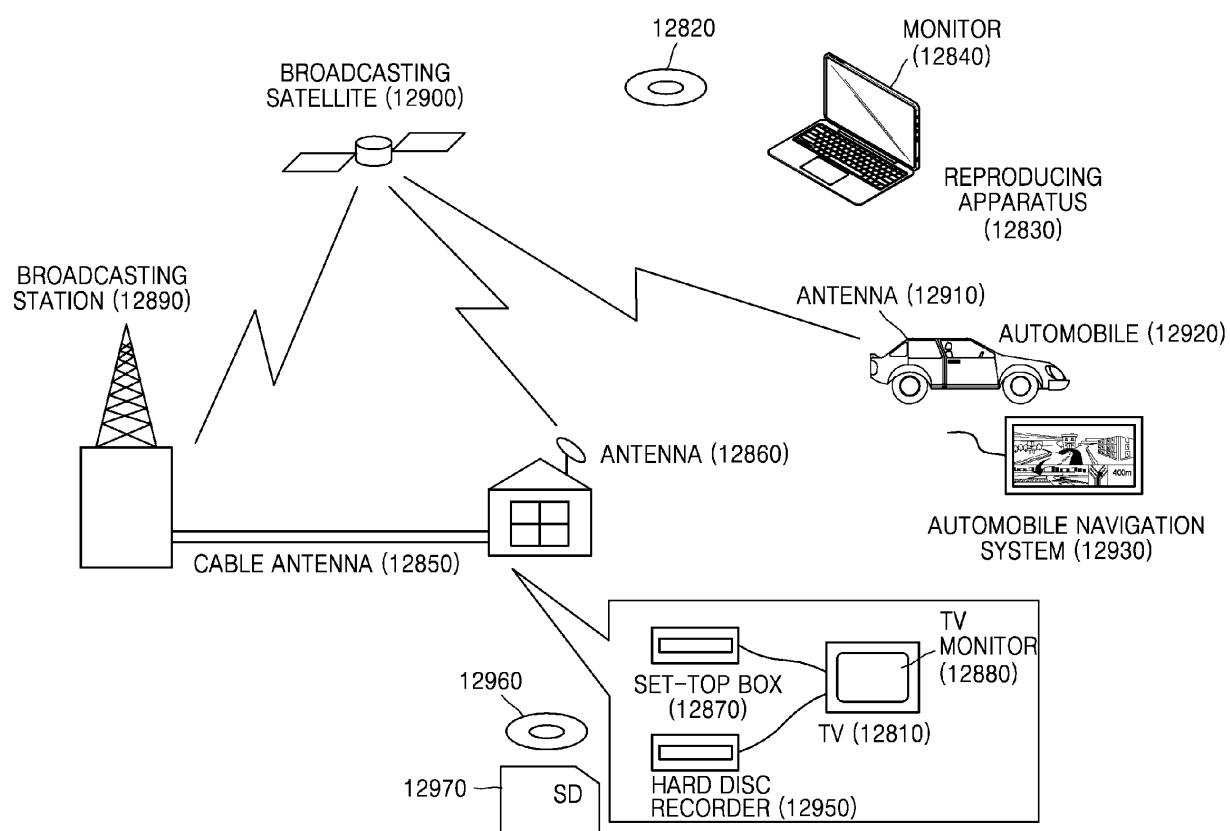 12820
MONITOR
(12840)
BROADCASTING
SATELLITE (12900)
REPRODUCING
APPARATUS
(12830)
BROADCASTING
STATION (12890)
ANTENNA (12910)
AUTOMOBILE (12920)
ANTENNA (12860)
400m
CABLE ANTENNA (12850)
AUTOMOBILE NAVIGATION
SYSTEM (12930)
TV
MONITOR
(12880)
SET-TOP BOX
(12870)
12960
TV (12810)
12970
SD
HARD DISC
RECORDER (12950)